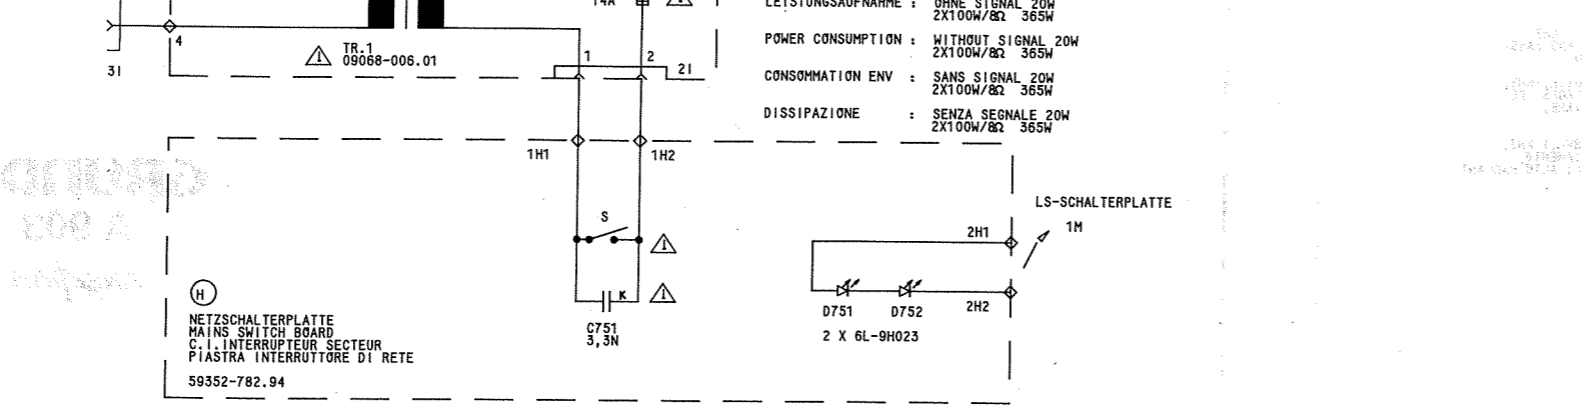 T4A
LEISTUNGSAUFNAHME : OHNE SIGNAL 20W
2X100W/8Ω 365W
POWER CONSUMPTION : WITHOUT SIGNAL 20W
2X100W/8Ω 365W
CONSOMMATION ENV : SANS SIGNAL 20W
2X100W/8Ω 365W
DISSIPAZIONE : SENZA SEGNALE 20W
2X100W/8Ω 365W
4
31
TR.1
09068-006.01
1
2
21
1H1
1H2
S
K
C751
3,3N
H
NETZSCHALTERPLATTE
MAINS SWITCH BOARD
C.I.INTERRUPTEUR SECTEUR
PIASTRA INTERRUTTORE DI RETE
59352-782.94
LS-SCHALTERPLATTE
1M
2H1
2H2
D751
D752
2 X 6L-9H023
A 903